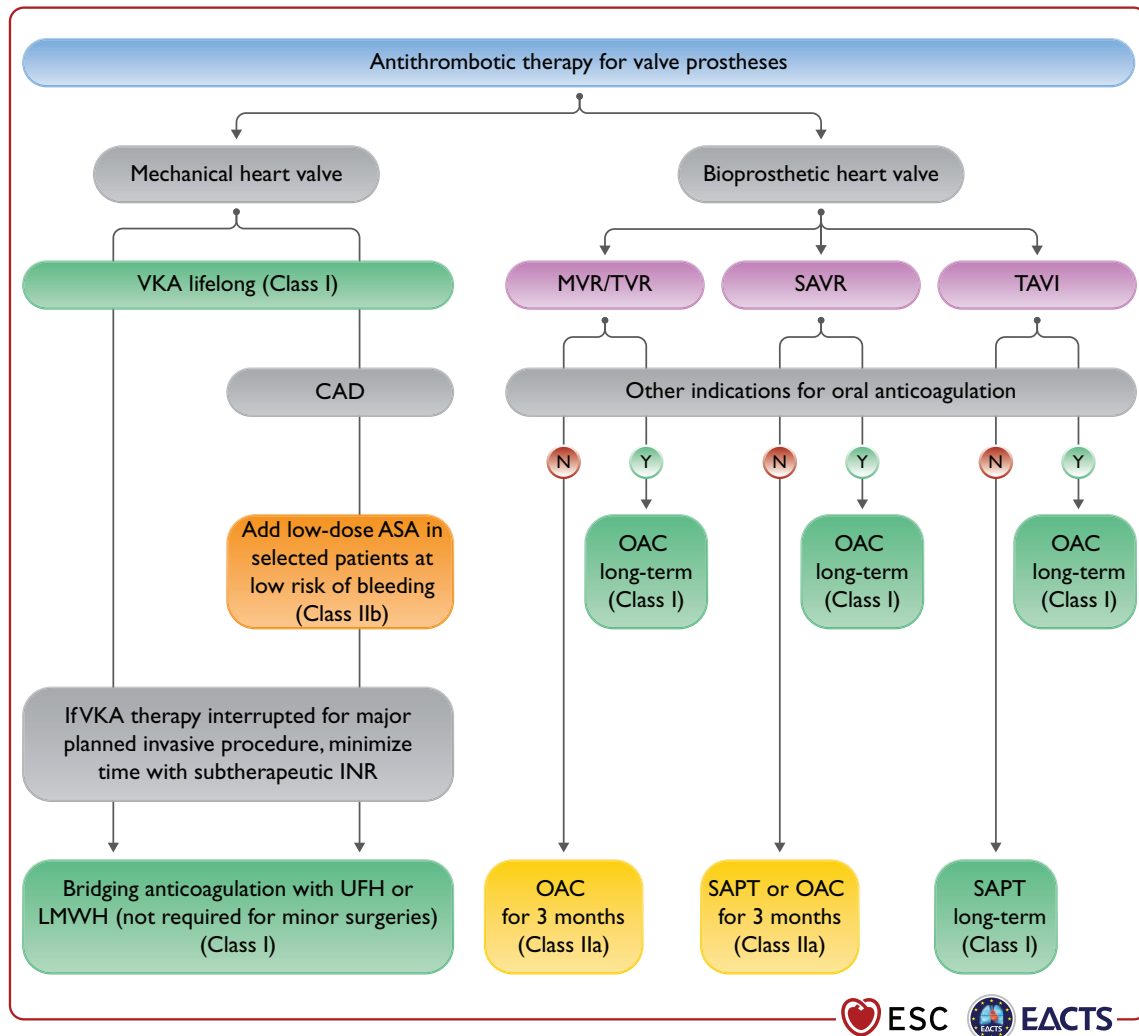 Antithrombotic therapy for valve prostheses
Mechanical heart valve
Bioprosthetic heart valve
VKA lifelong (Class I)
MVR/TVR
SAVR
TAVI
CAD
Other indications for oral anticoagulation
N
Y
N
Y
N
Y
Add low-dose ASA in
selected patients at
low risk of bleeding
(Class IIb)
OAC
long-term
(Class I)
OAC
long-term
(Class I)
OAC
long-term
(Class I)
If VKA therapy interrupted for major
planned invasive procedure, minimize
time with subtherapeutic INR
Bridging anticoagulation with UFH or
LMWH (not required for minor surgeries)
(Class I)
OAC
for 3 months
(Class IIa)
SAPT or OAC
for 3 months
(Class IIa)
SAPT
long-term
(Class I)
ESC
EACTS
EACTS